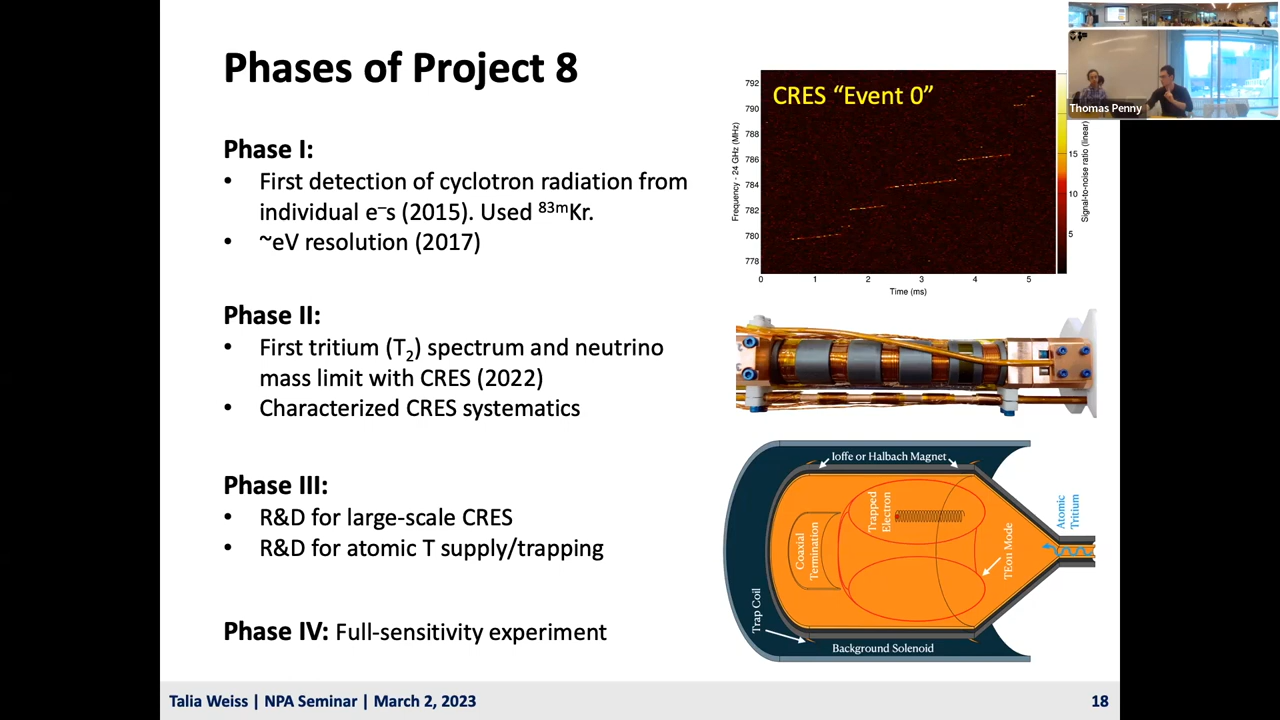 Phases of Project 8
Phase I:
• First detection of cyclotron radiation from
individual e⁻s (2015). Used ⁸³ᵐKr.
• ~eV resolution (2017)
Phase II:
• First tritium (T₂) spectrum and neutrino
mass limit with CRES (2022)
• Characterized CRES systematics
Phase III:
• R&D for large-scale CRES
• R&D for atomic T supply/trapping
Phase IV: Full-sensitivity experiment
CRES “Event 0”
Frequency - 24 GHz (MHz)
792
790
788
786
784
782
780
778
0 1 2 3 4 5
Time (ms)
15
10
5
Signal-to-noise ratio (linear)
Thomas Penny
Ioffe or Halbach Magnet
Trapped
Electron
Coaxial
Termination
TE011 Mode
Atomic
Tritium
Trap Coil
Background Solenoid
Talia Weiss | NPA Seminar | March 2, 2023
18